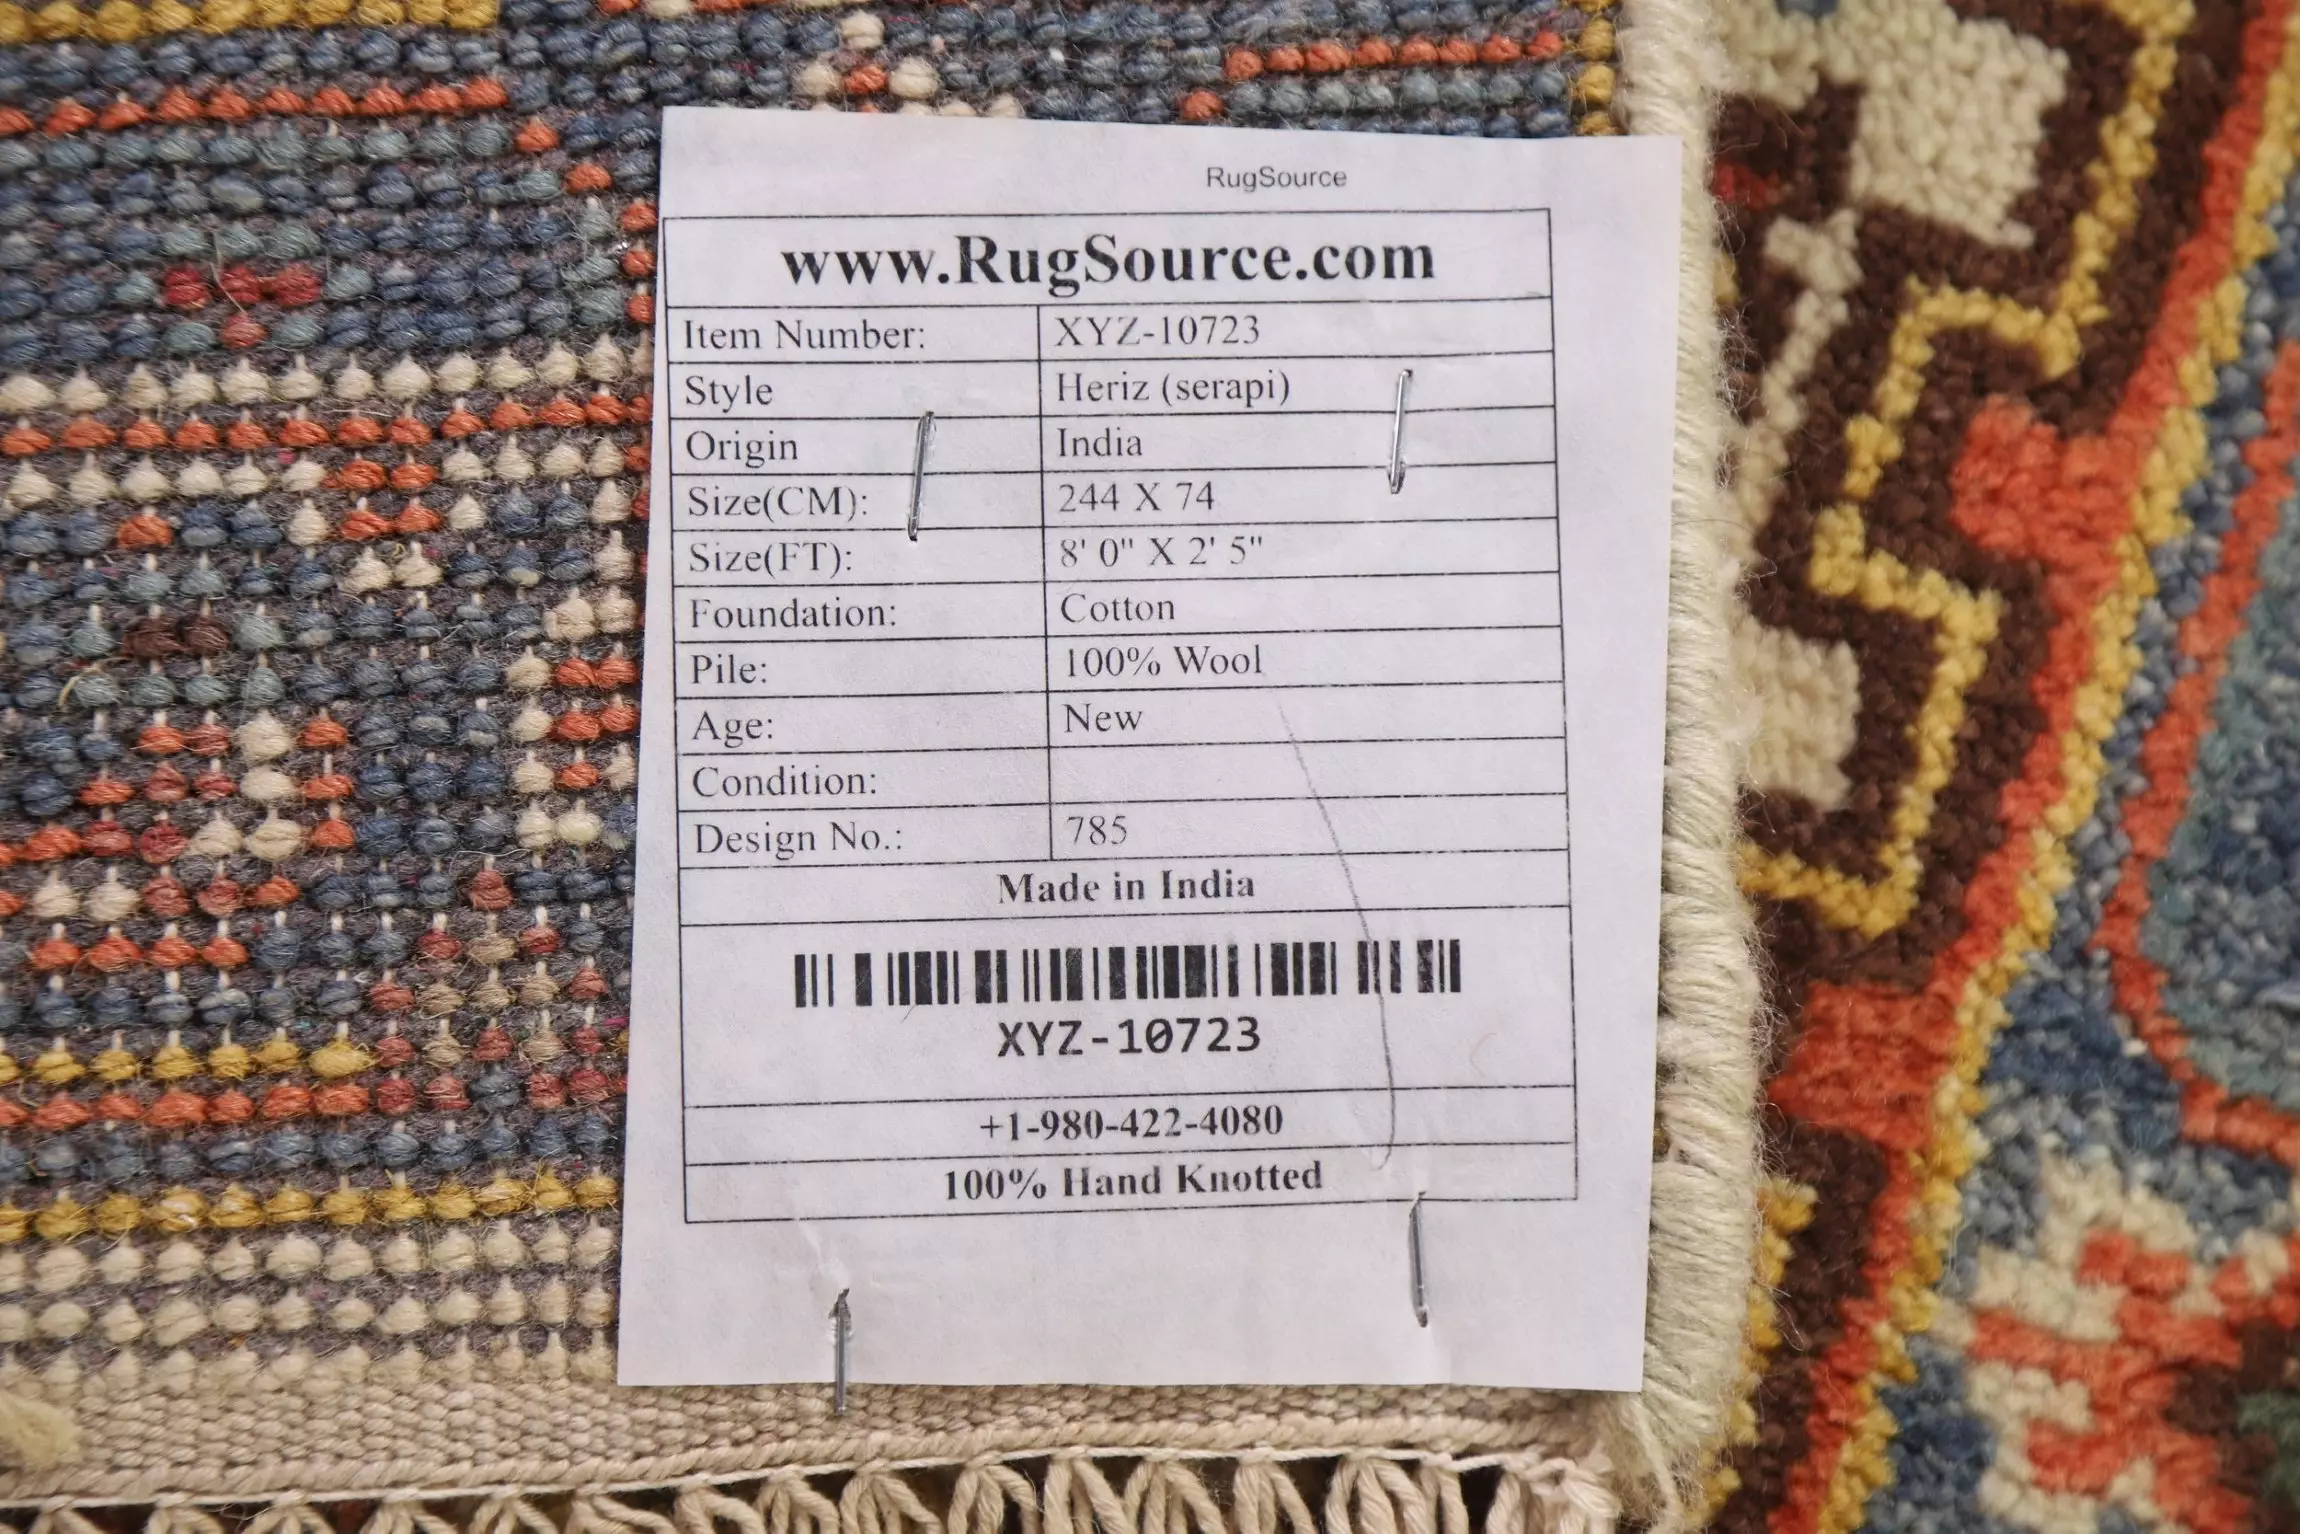 RugSource
www.RugSource.com
Item Number: XYZ-10723
Style Heriz (serapi)
Origin India
Size(CM): 244 X 74
Size(FT): 8' 0" X 2' 5"
Foundation: Cotton
Pile: 100% Wool
Age: New
Condition:
Design No.: 785
Made in India
XYZ-10723
+1-980-422-4080
100% Hand Knotted